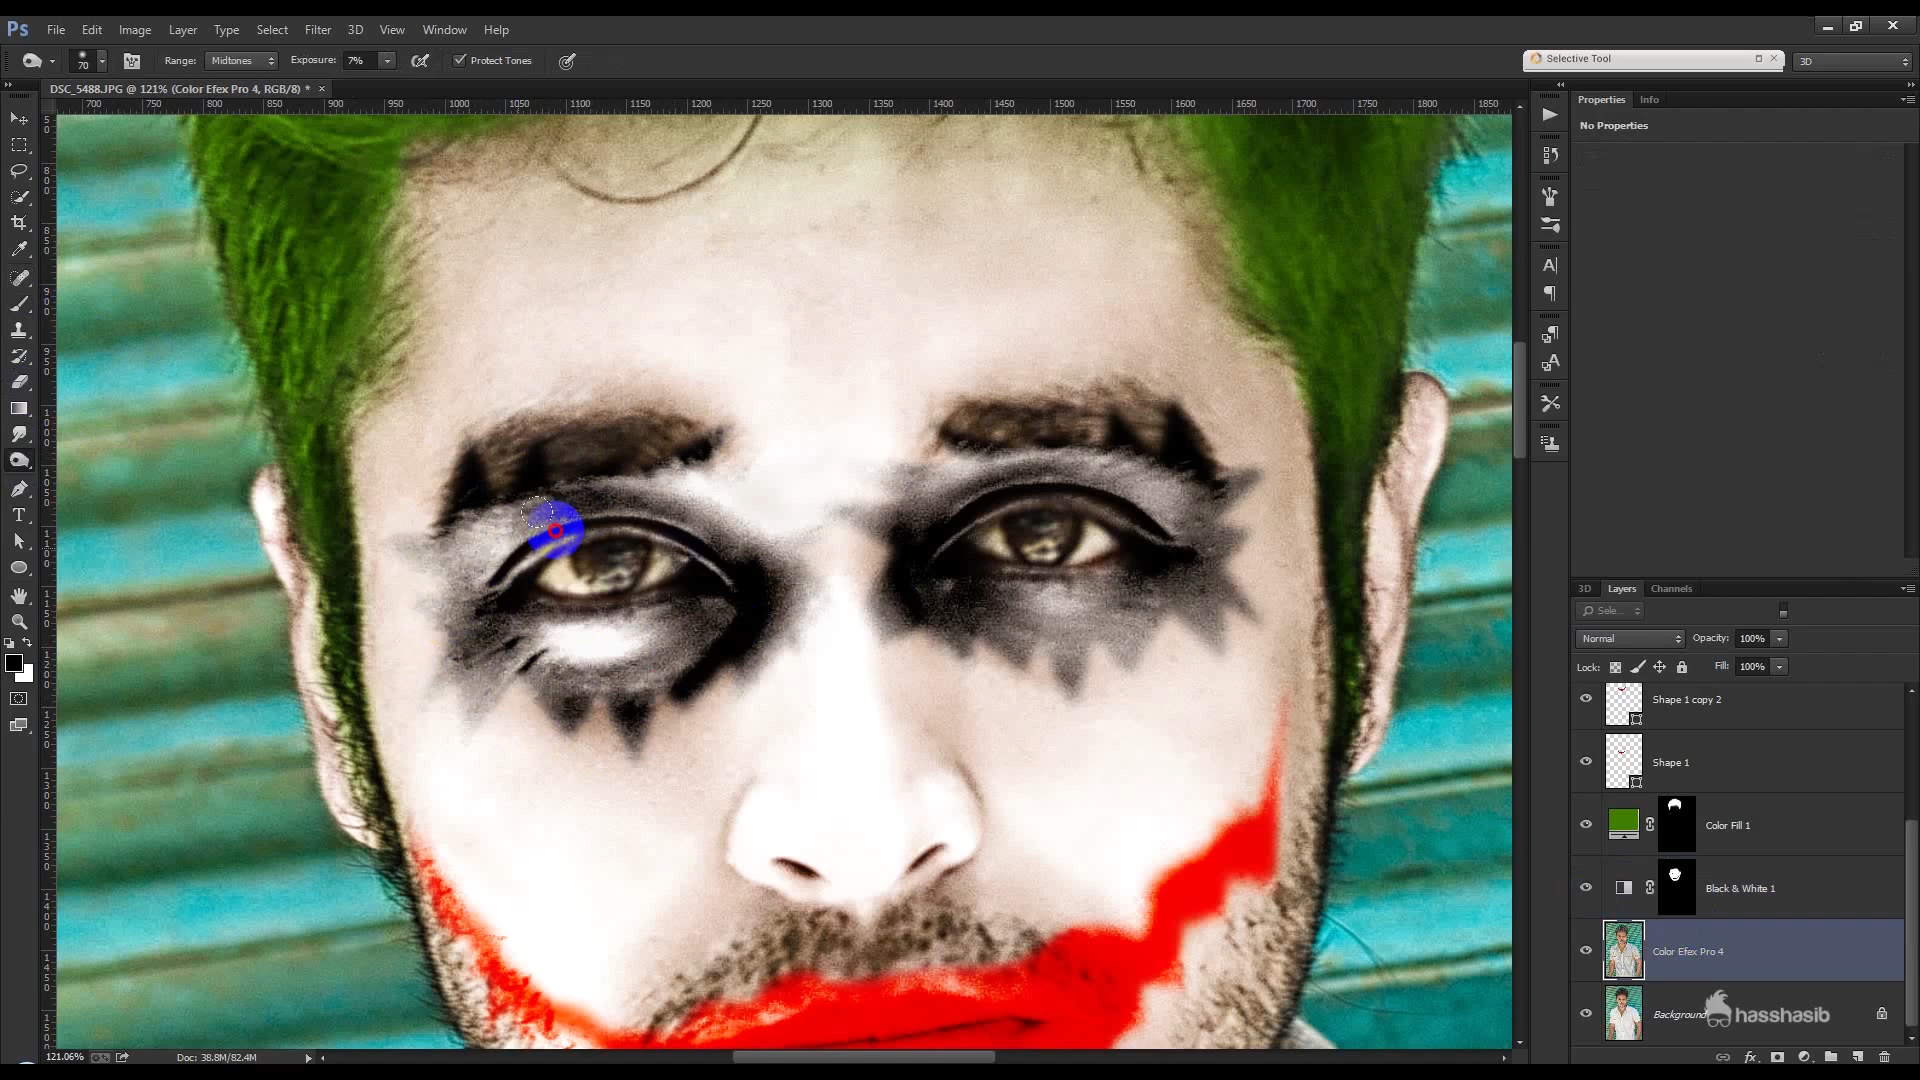 Ps File Edit Image Layer Type Select Filter 3D View Window Help
70 Range: Midtones Exposure: 7% Protect Tones
Selective Tool
3D
DSC_5488.JPG @ 121% (Color Efex Pro 4, RGB/8) * ×
700 750 800 850 900 950 1000 1050 1100 1150 1200 1250 1300 1350 1400 1450 1500 1550 1600 1650 1700 1750 1800 1850
Properties Info
No Properties
3D Layers Channels
Sele...
Normal Opacity: 100%
Lock: Fill: 100%
Shape 1 copy 2
Shape 1
Color Fill 1
Black & White 1
Color Efex Pro 4
Background
hasshasib
121.06% Doc: 38.8M/82.4M